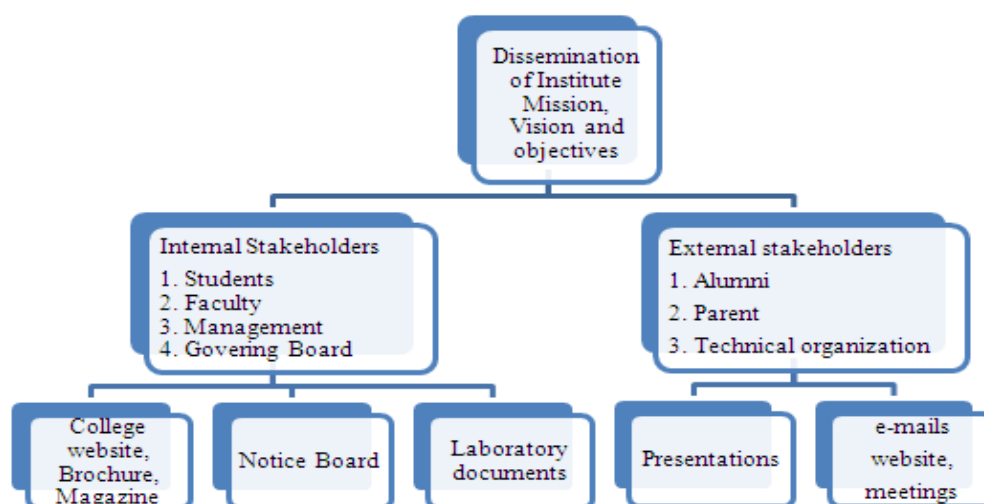 Dissemination
of Institute
Mission,
Vision and
objectives
Internal Stakeholders
1. Students
2. Faculty
3. Management
4. Govering Board
External stakeholders
1. Alumni
2. Parent
3. Technical organization
College
website,
Brochure,
Magazine
Notice Board
Laboratory
documents
Presentations
e-mails
website,
meetings